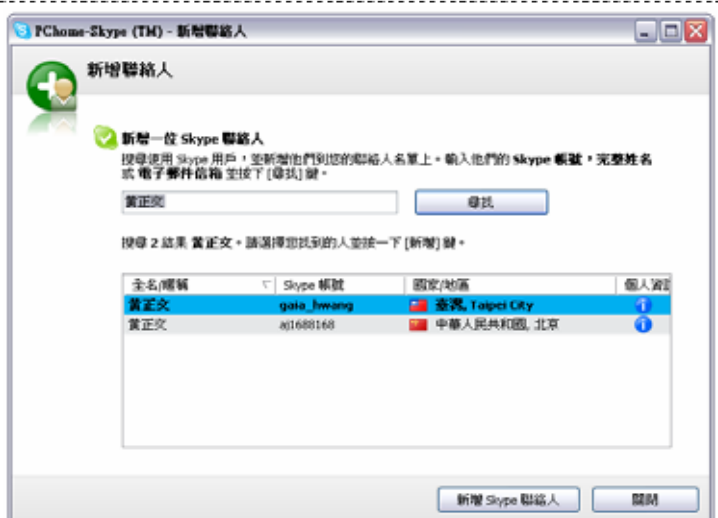 PChome-Skype (TM) - 新增聯絡人
新增聯絡人
新增一位 Skype 聯絡人
搜尋使用 Skype 用戶，並新增他們到您的聯絡人名單上。輸入他們的 Skype 帳號，完整姓名
或 電子郵件信箱 並按下 [尋找] 鍵。
黃正文
尋找
搜尋 2 結果 黃正文。請選擇您找到的人並按一下 [新增] 鍵。
全名/暱稱 Skype 帳號 國家/地區 個人資訊
黃正文 gaia_hwang 臺灣, Taipei City
黃正文 aj1688168 中華人民共和國, 北京
新增 Skype 聯絡人 關閉